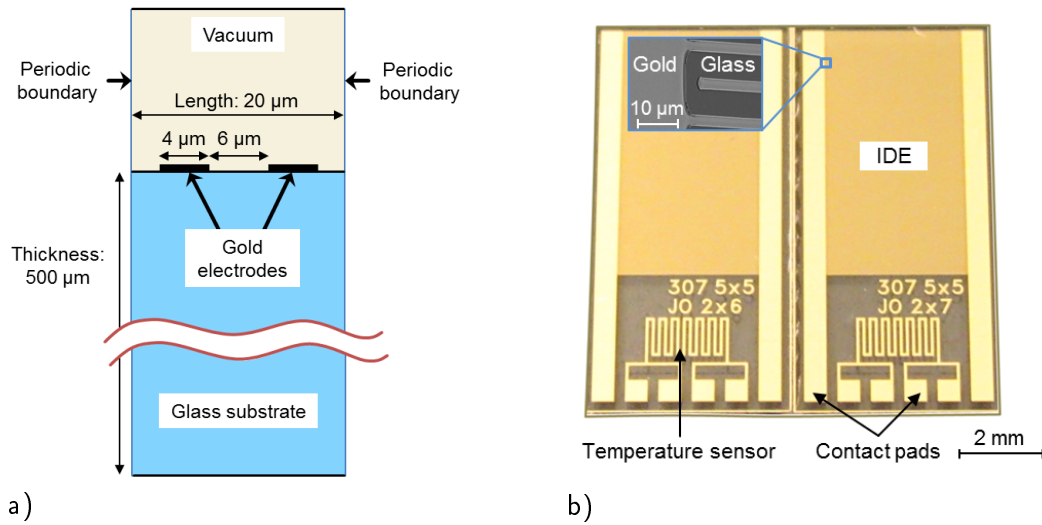 Vacuum
Periodic
boundary
Periodic
boundary
Length: 20 µm
4 µm
6 µm
Thickness:
500 µm
Gold
electrodes
Glass substrate
a)
Gold
Glass
10 µm
IDE
307 5x5
JO 2x6
307 5x5
JO 2x7
Temperature sensor
Contact pads
2 mm
b)